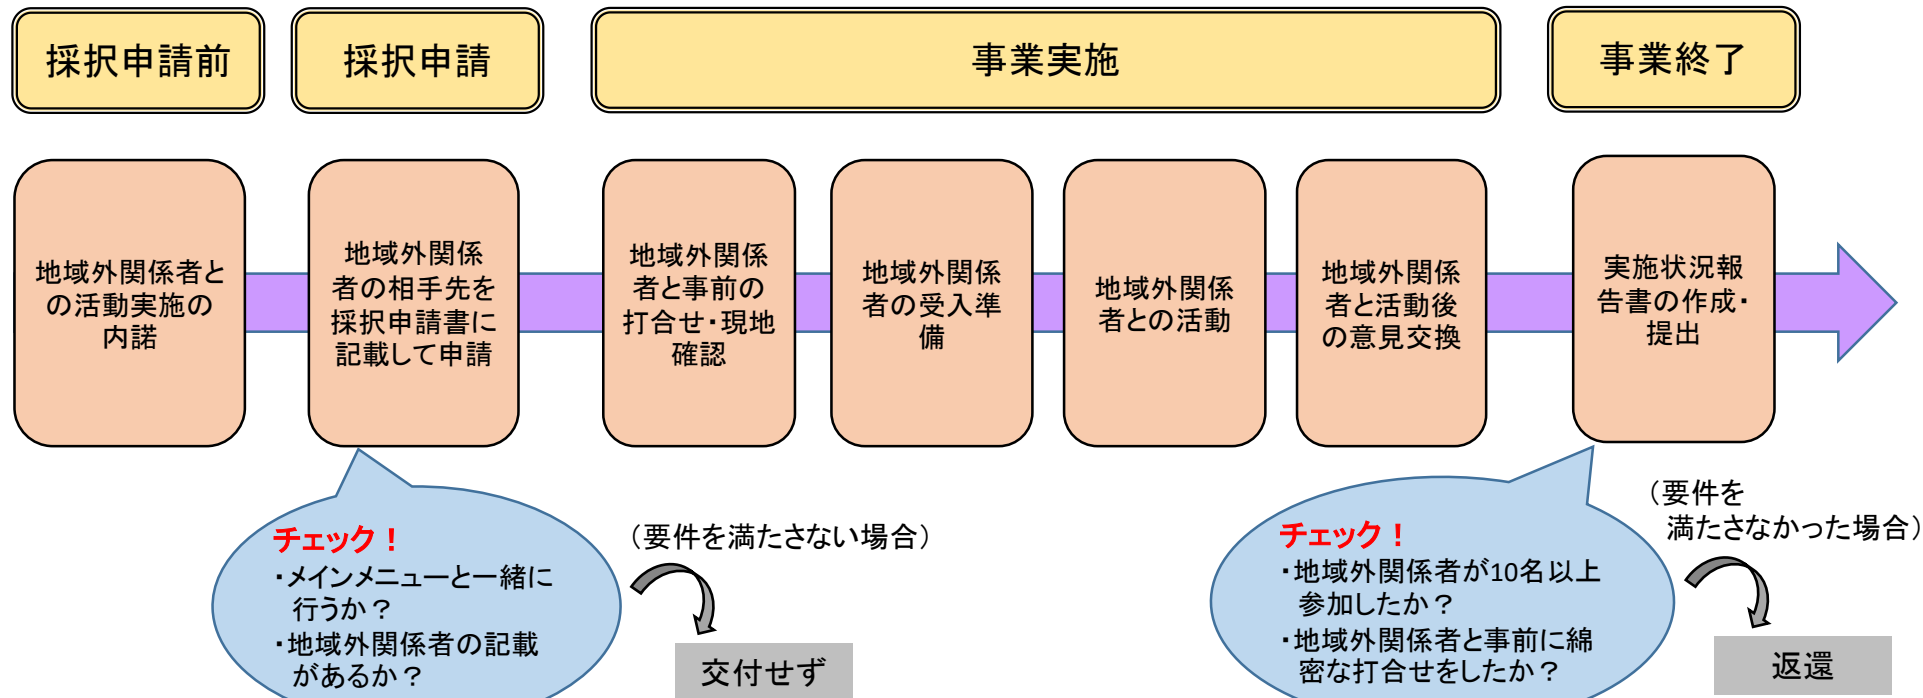 採択申請前
採択申請
事業実施
事業終了
地域外関係者と
の活動実施の
内諾
地域外関係
者の相手先を
採択申請書に
記載して申請
地域外関係
者と事前の
打合せ・現地
確認
地域外関係
者の受入準
備
地域外関係
者との活動
地域外関係
者と活動後
の意見交換
実施状況報
告書の作成・
提出
チェック！
・メインメニューと一緒に
行うか？
・地域外関係者の記載
があるか？
（要件を満たさない場合）
交付せず
チェック！
・地域外関係者が10名以上
参加したか？
・地域外関係者と事前に綿
密な打合せをしたか？
（要件を
満たさなかった場合）
返還